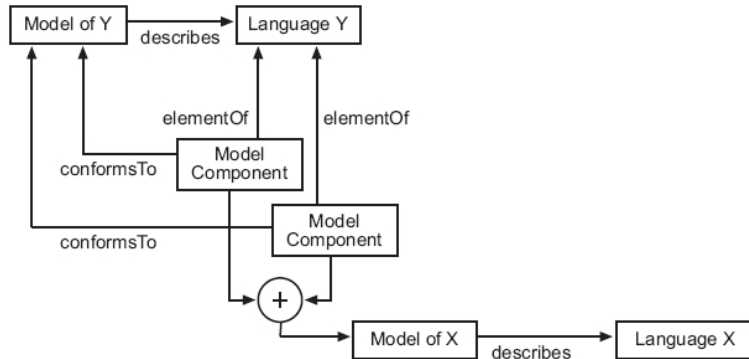 Model of Y
Language Y
describes
elementOf
elementOf
Model
Component
conformsTo
Model
Component
conformsTo
+
Model of X
Language X
describes